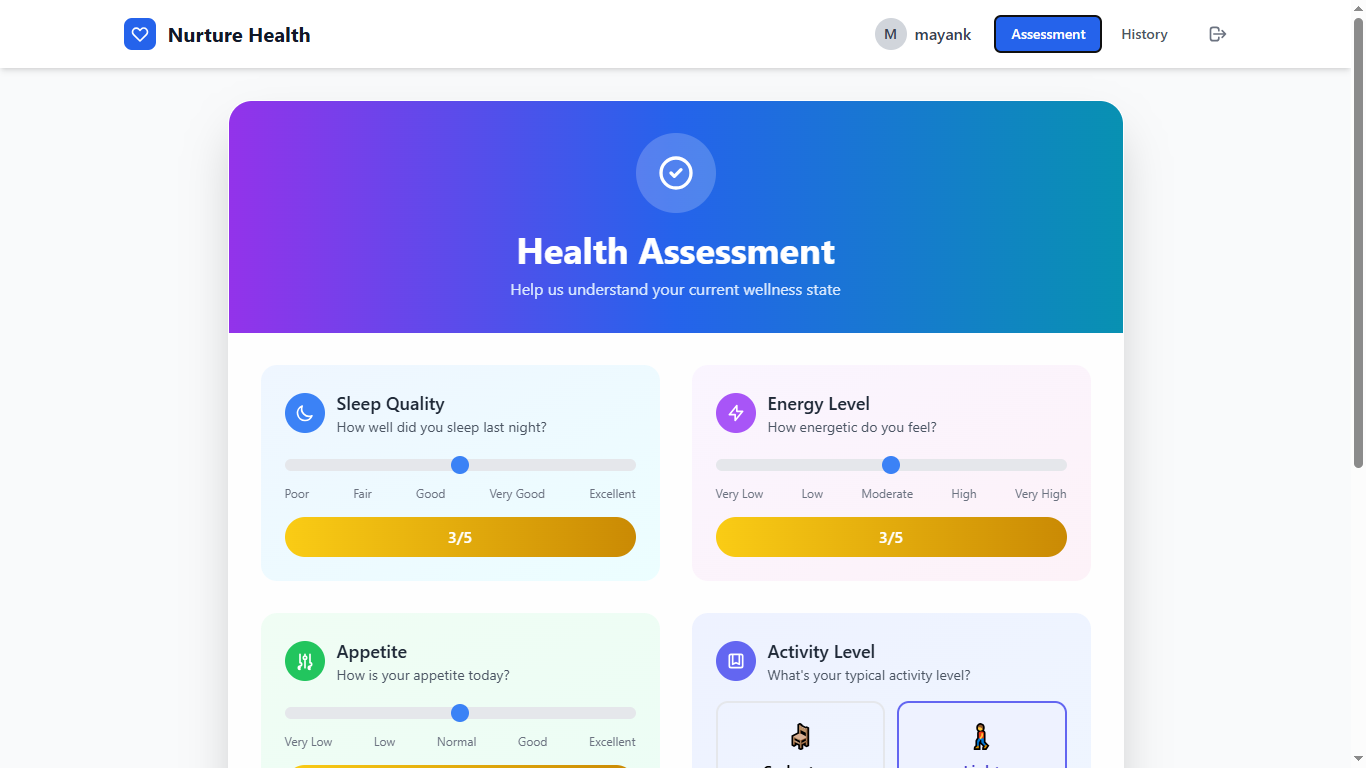 Nurture Health
M mayank Assessment History
Health Assessment
Help us understand your current wellness state
Sleep Quality
How well did you sleep last night?
Poor Fair Good Very Good Excellent
3/5
Energy Level
How energetic do you feel?
Very Low Low Moderate High Very High
3/5
Appetite
How is your appetite today?
Very Low Low Normal Good Excellent
Activity Level
What's your typical activity level?